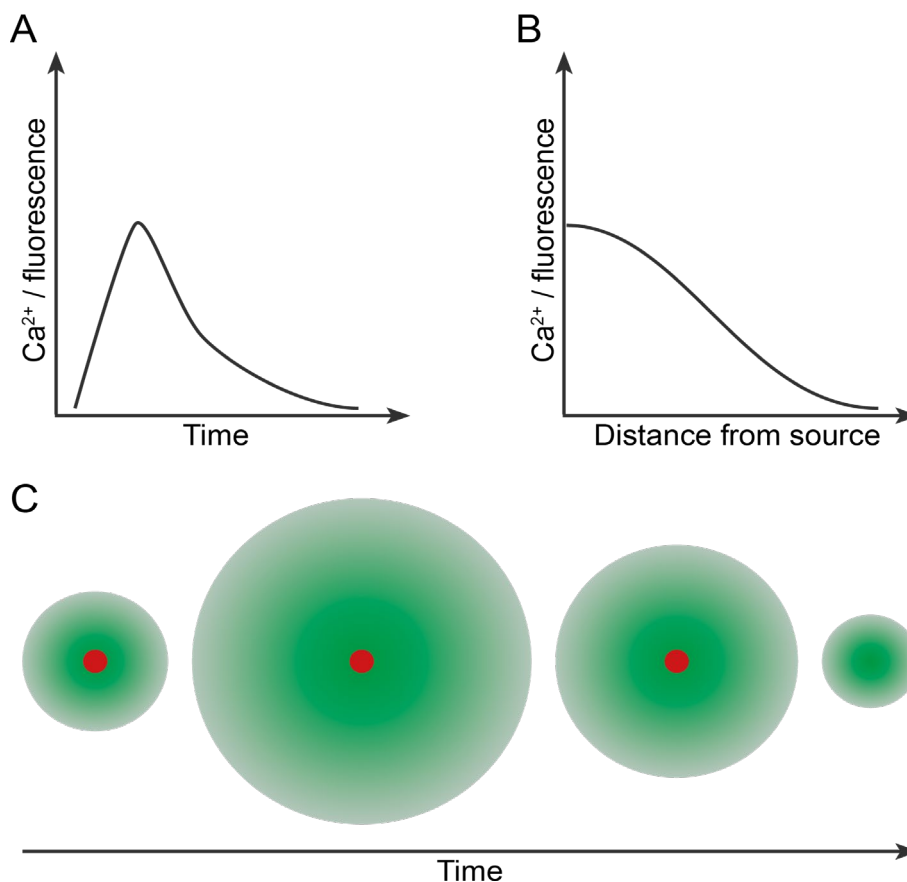 A
Ca²⁺ / fluorescence
Time
B
Ca²⁺ / fluorescence
Distance from source
C
Time